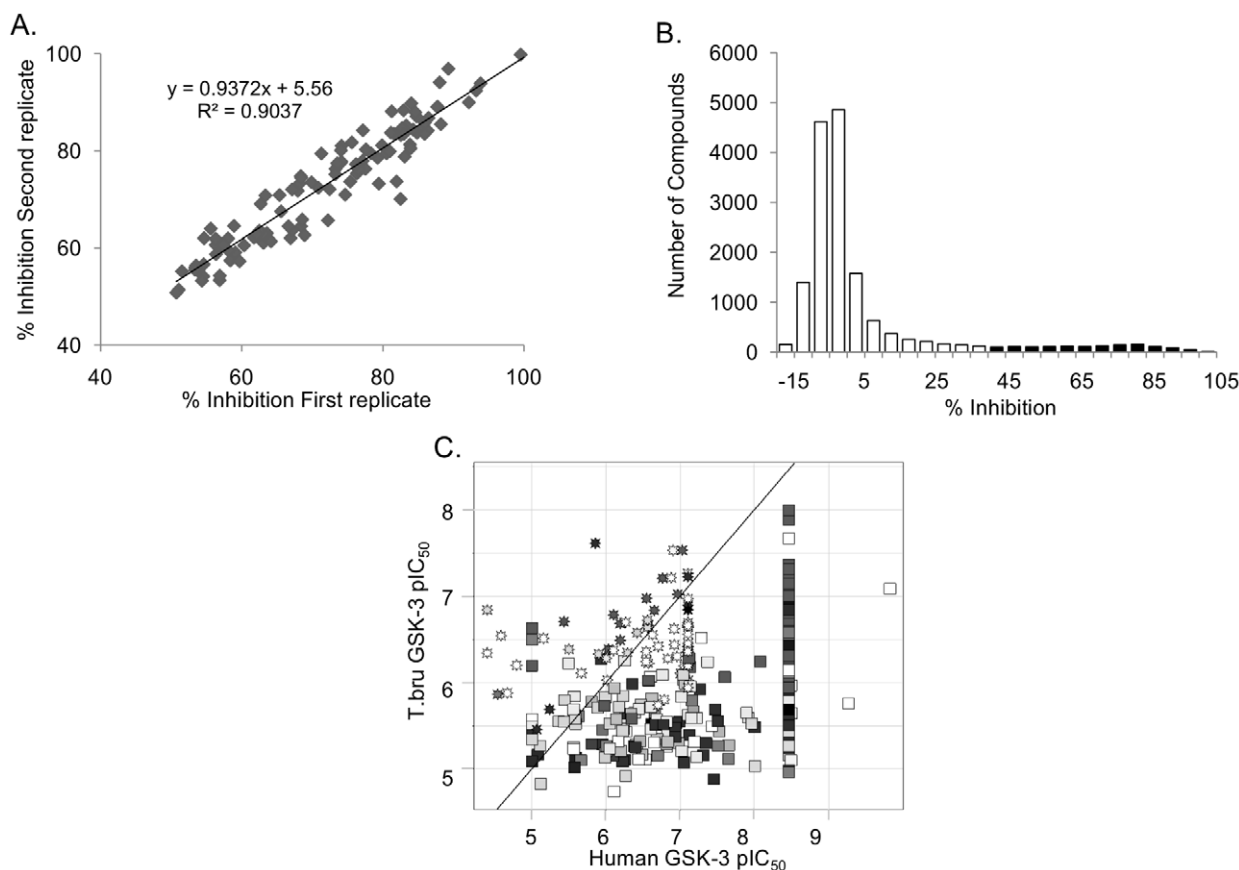 A.
100
80
60
40
% Inhibition Second replicate
y = 0.9372x + 5.56
R² = 0.9037
40 60 80 100
% Inhibition First replicate
B.
6000
5000
4000
3000
2000
1000
0
Number of Compounds
-15 5 25 45 65 85 105
% Inhibition
C.
8
7
6
5
T.bru GSK-3 pIC₅₀
5 6 7 8 9
Human GSK-3 pIC₅₀